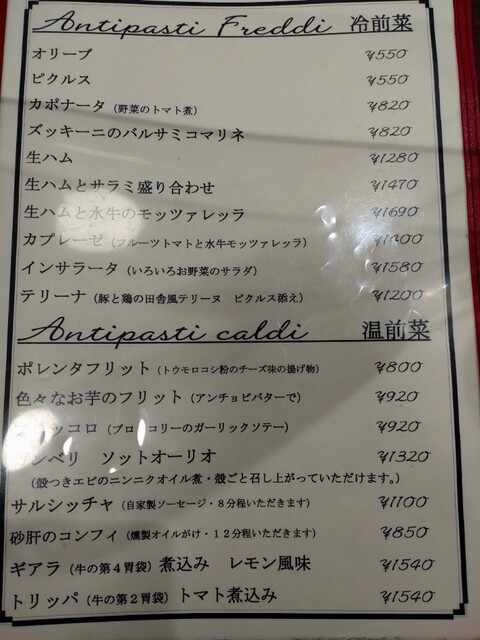 Antipasti Freddi 冷前菜
オリーブ ¥550
ピクルス ¥550
カポナータ（野菜のトマト煮） ¥820
ズッキーニのバルサミコマリネ ¥820
生ハム ¥1280
生ハムとサラミ盛り合わせ ¥1470
生ハムと水牛のモッツァレッラ ¥1690
カプレーゼ（フルーツトマトと水牛モッツァレッラ）
インサラータ（いろいろお野菜のサラダ） ¥1580
テリーナ（豚と鶏の田舎風テリーヌ ピクルス添え） ¥1200
Antipasti caldi 温前菜
ポレンタフリット（トウモロコシ粉のチーズ味の揚げ物） ¥800
色々なお芋のフリット（アンチョビバターで） ¥920
ッコロ（ブロッコリーのガーリックソテー） ¥920
ンベリ ソットオーリオ ¥1320
（殻つきエビのニンニクオイル煮・殻ごと召し上がっていただけます。）
サルシッチャ（自家製ソーセージ・８分程いただきます） ¥1100
砂肝のコンフィ（燻製オイルがけ・１２分程いただきます） ¥850
ギアラ（牛の第４胃袋）煮込み レモン風味 ¥1540
トリッパ（牛の第２胃袋）トマト煮込み ¥1540